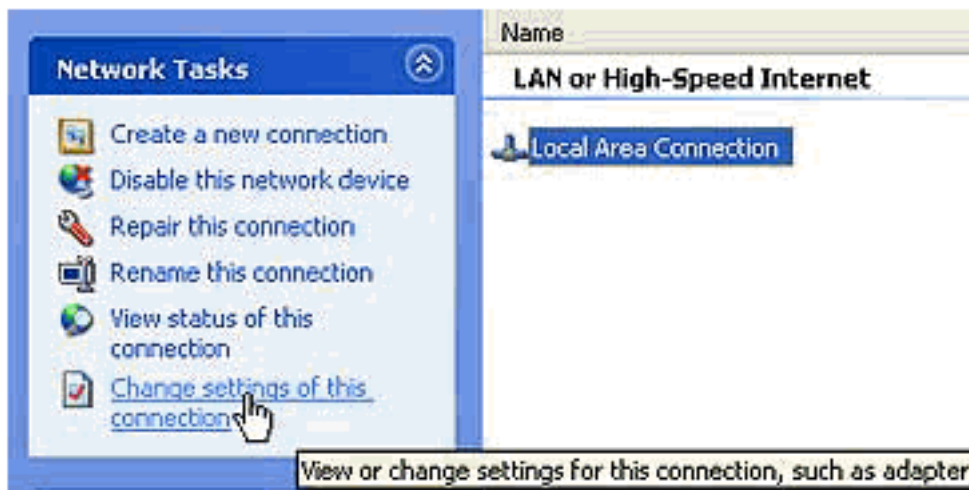 Network Tasks
Create a new connection
Disable this network device
Repair this connection
Rename this connection
View status of this
connection
Change settings of this
connection
Name
LAN or High-Speed Internet
Local Area Connection
View or change settings for this connection, such as adapter